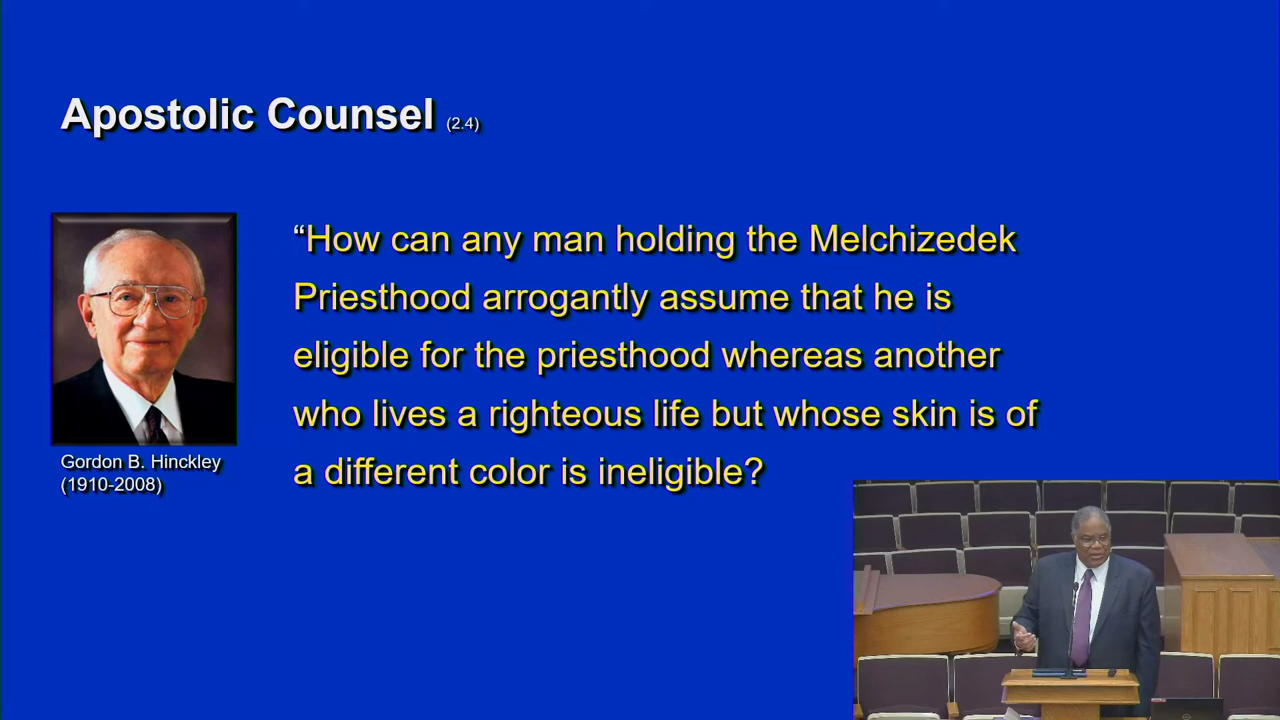 Apostolic Counsel (2.4)
“How can any man holding the Melchizedek
Priesthood arrogantly assume that he is
eligible for the priesthood whereas another
who lives a righteous life but whose skin is of
a different color is ineligible?
Gordon B. Hinckley
(1910-2008)